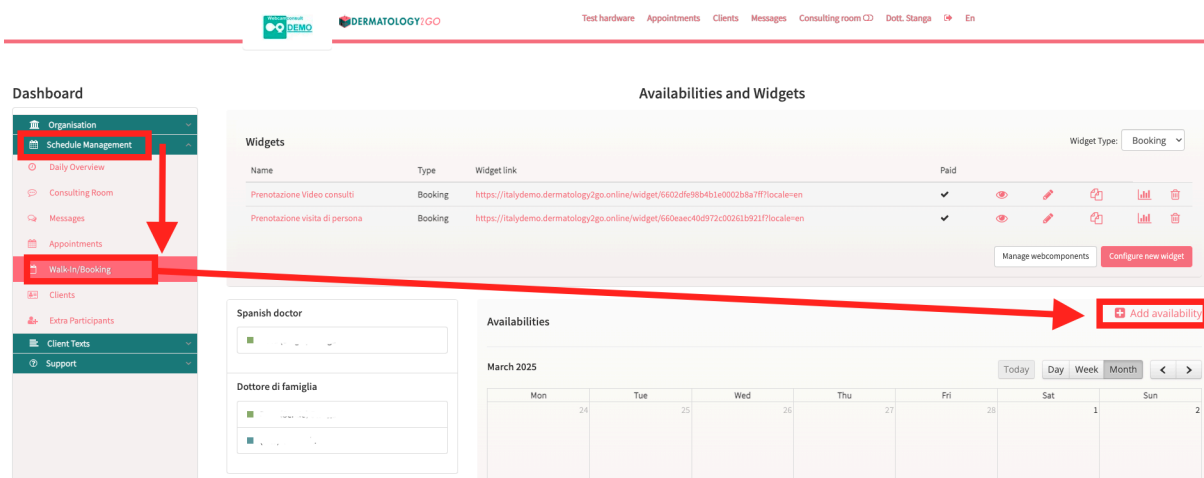 Webcamconsult
DEMO
DERMATOLOGY2GO
Test hardware Appointments Clients Messages Consulting room Dott. Stanga En
Dashboard
Availabilities and Widgets
Organisation
Schedule Management
Daily Overview
Consulting Room
Messages
Appointments
Walk-In/Booking
Clients
Extra Participants
Client Texts
Support
Widgets
Widget Type: Booking
Name Type Widget link Paid
Prenotazione Video consulti Booking https://italydemo.dermatology2go.online/widget/6602dfe98b4b1e0002b8a7ff?locale=en
Prenotazione visita di persona Booking https://italydemo.dermatology2go.online/widget/660eaec40d972c00261b921f?locale=en
Manage webcomponents Configure new widget
Spanish doctor
Dottore di famiglia
Availabilities
Add availability
March 2025
Today Day Week Month
Mon Tue Wed Thu Fri Sat Sun
24 25 26 27 28 1 2